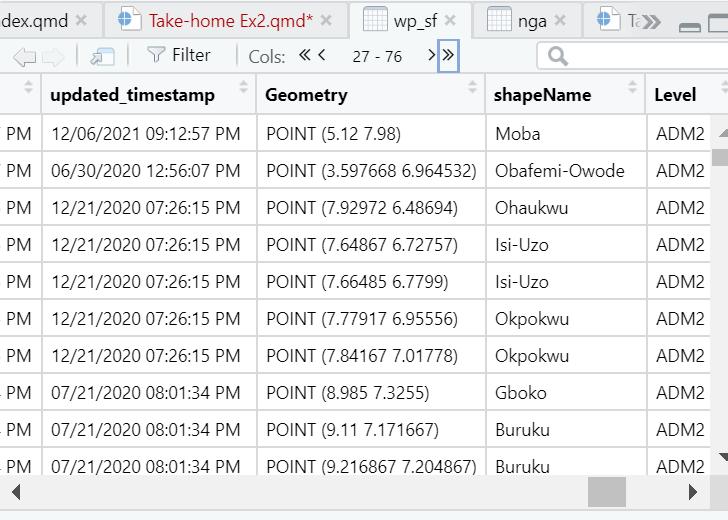 ndex.qmd Take-home Ex2.qmd* wp_sf nga Ta
Filter Cols: 27 - 76
updated_timestamp Geometry shapeName Level
PM 12/06/2021 09:12:57 PM POINT (5.12 7.98) Moba ADM2
PM 06/30/2020 12:56:07 PM POINT (3.597668 6.964532) Obafemi-Owode ADM2
PM 12/21/2020 07:26:15 PM POINT (7.92972 6.48694) Ohaukwu ADM2
PM 12/21/2020 07:26:15 PM POINT (7.64867 6.72757) Isi-Uzo ADM2
PM 12/21/2020 07:26:15 PM POINT (7.66485 6.7799) Isi-Uzo ADM2
PM 12/21/2020 07:26:15 PM POINT (7.77917 6.95556) Okpokwu ADM2
PM 12/21/2020 07:26:15 PM POINT (7.84167 7.01778) Okpokwu ADM2
PM 07/21/2020 08:01:34 PM POINT (8.985 7.3255) Gboko ADM2
PM 07/21/2020 08:01:34 PM POINT (9.11 7.171667) Buruku ADM2
PM 07/21/2020 08:01:34 PM POINT (9.216867 7.204867) Buruku ADM2